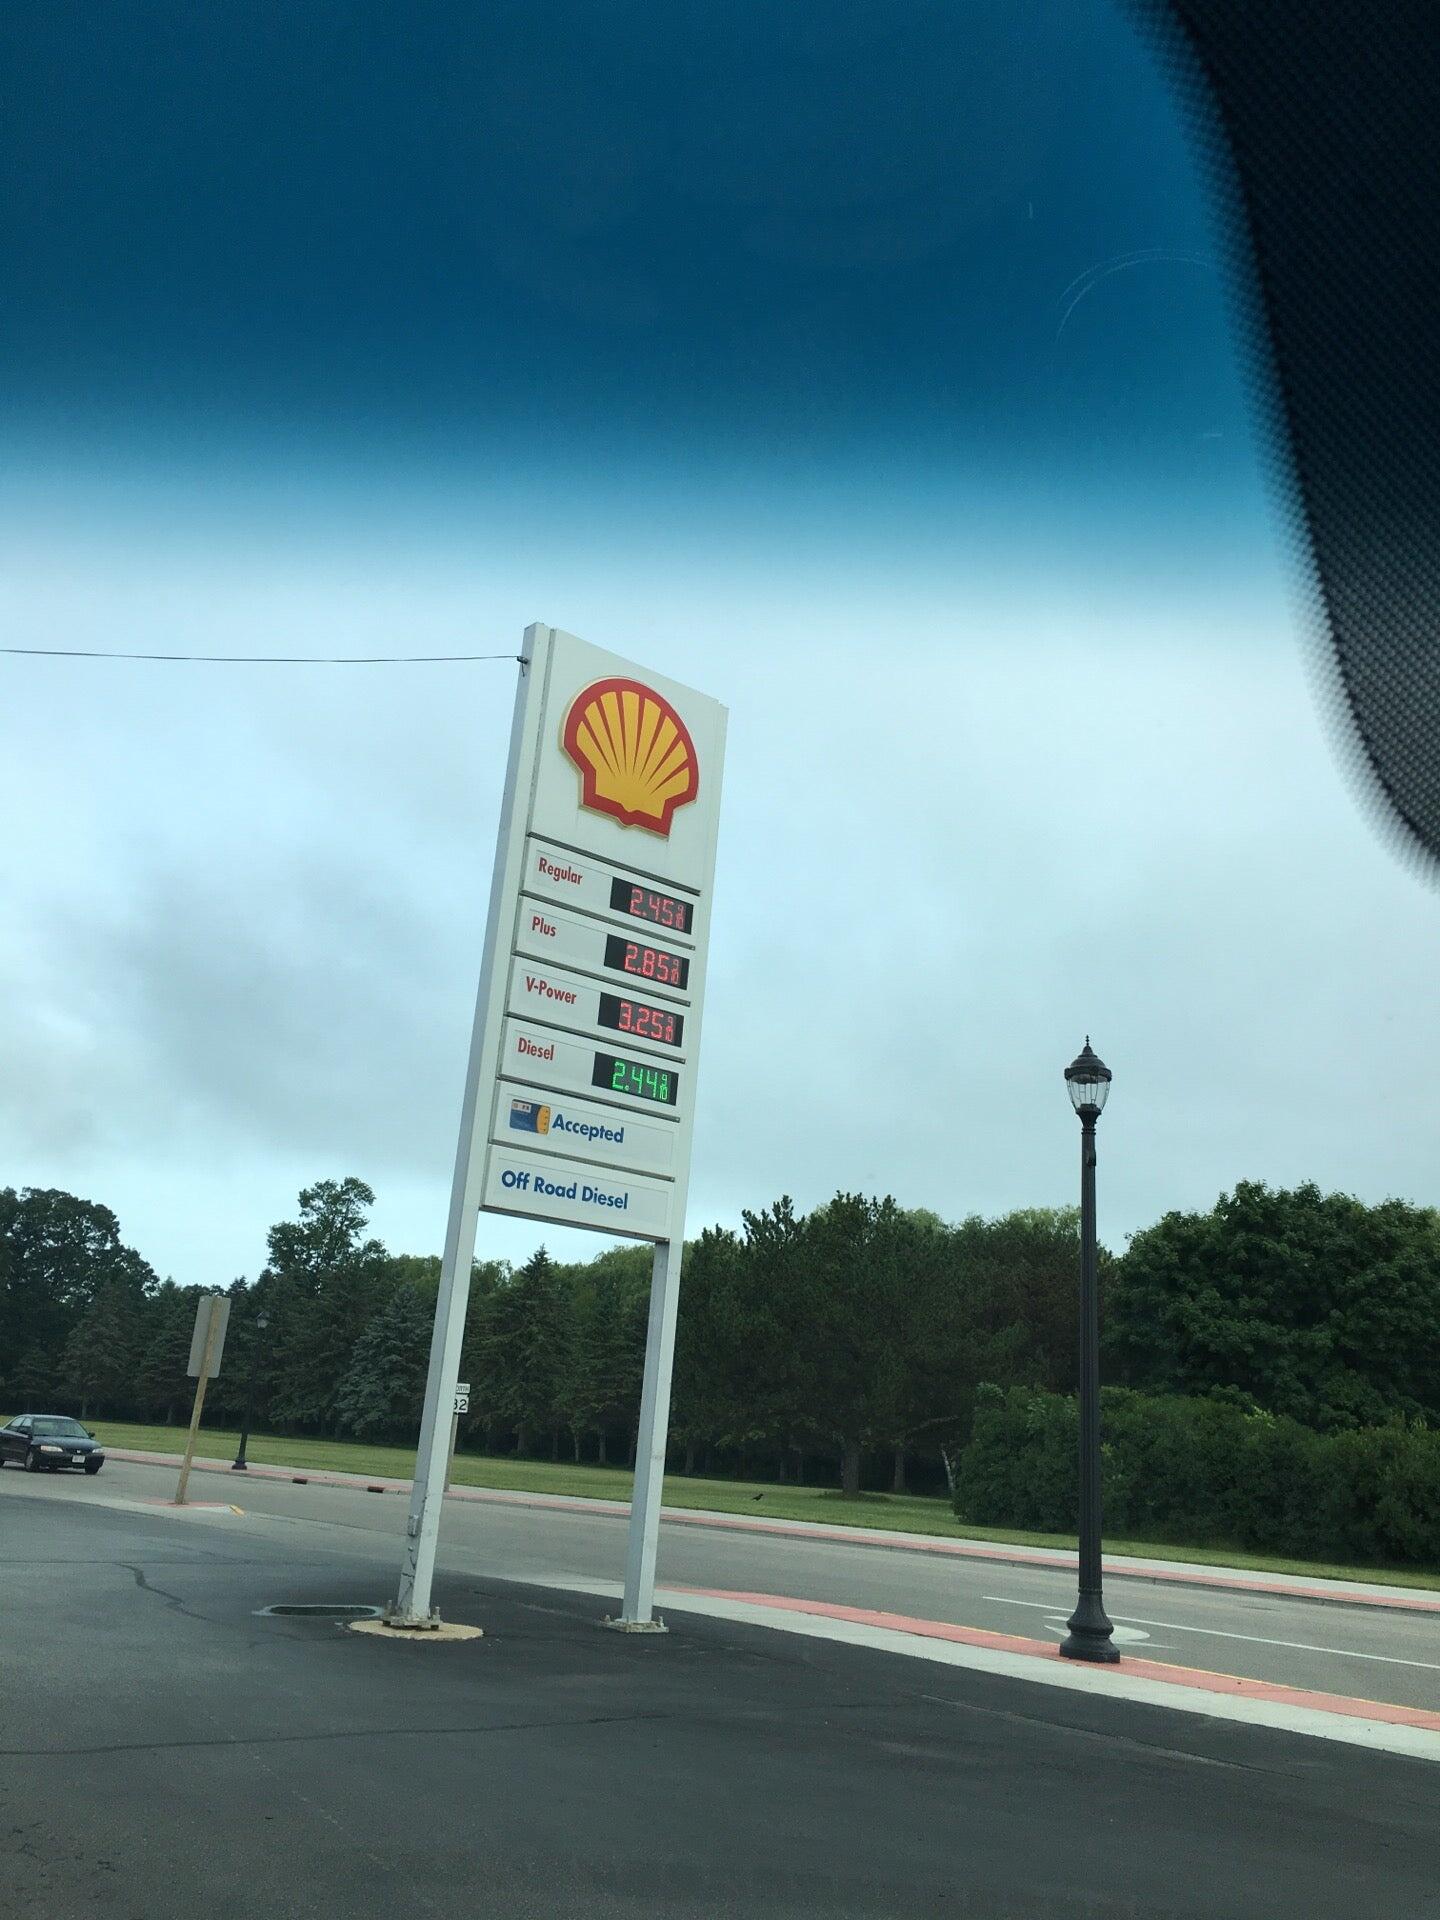 Regular 2.45 9/10
Plus 2.85 9/10
V-Power 3.25 9/10
Diesel 2.44 9/10
Accepted
Off Road Diesel
32